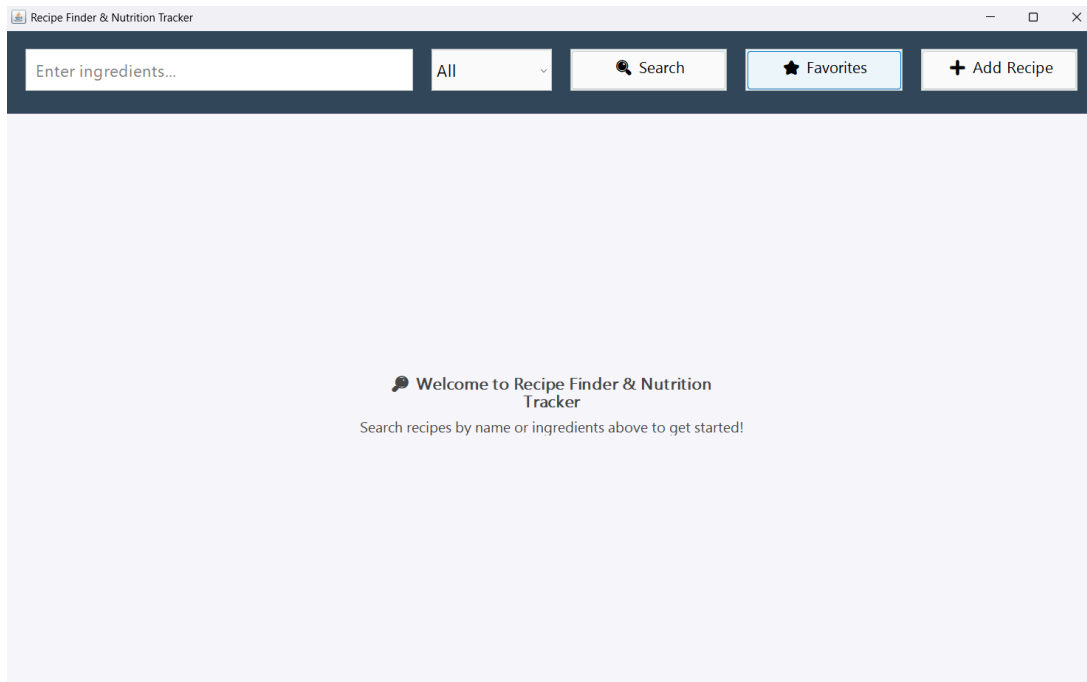 Recipe Finder & Nutrition Tracker
Enter ingredients...
All
Search
Favorites
Add Recipe
Welcome to Recipe Finder & Nutrition
Tracker
Search recipes by name or ingredients above to get started!